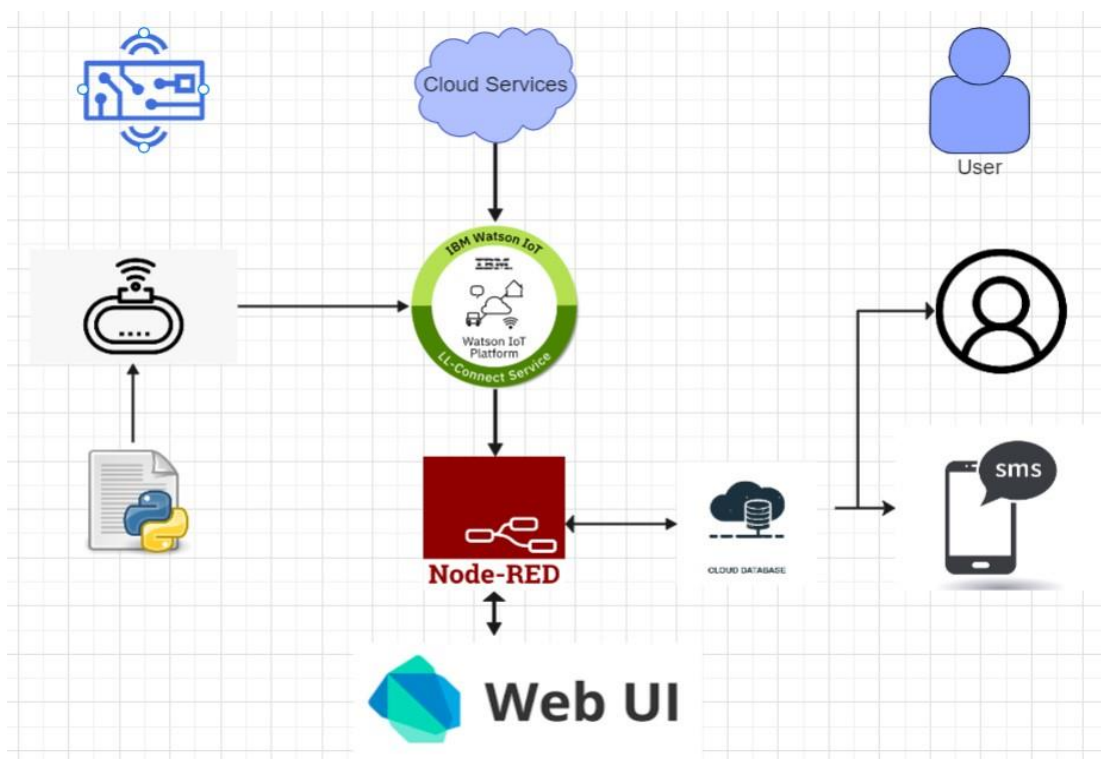 Cloud Services
User
IBM Watson IoT
IBM
Watson IoT
Platform
LL-Connect Service
sms
Node-RED
CLOUD DATABASE
Web UI